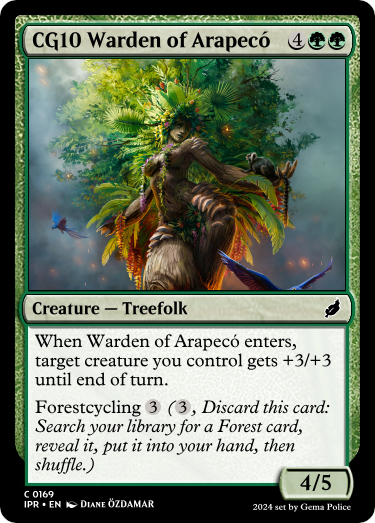 CG10 Warden of Arapecó 4
Creature — Treefolk
When Warden of Arapecó enters,
target creature you control gets +3/+3
until end of turn.
Forestcycling 3 (3, Discard this card:
Search your library for a Forest card,
reveal it, put it into your hand, then
shuffle.)
4/5
C 0169
IPR • EN Diane ÖZDAMAR
2024 set by Gema Police